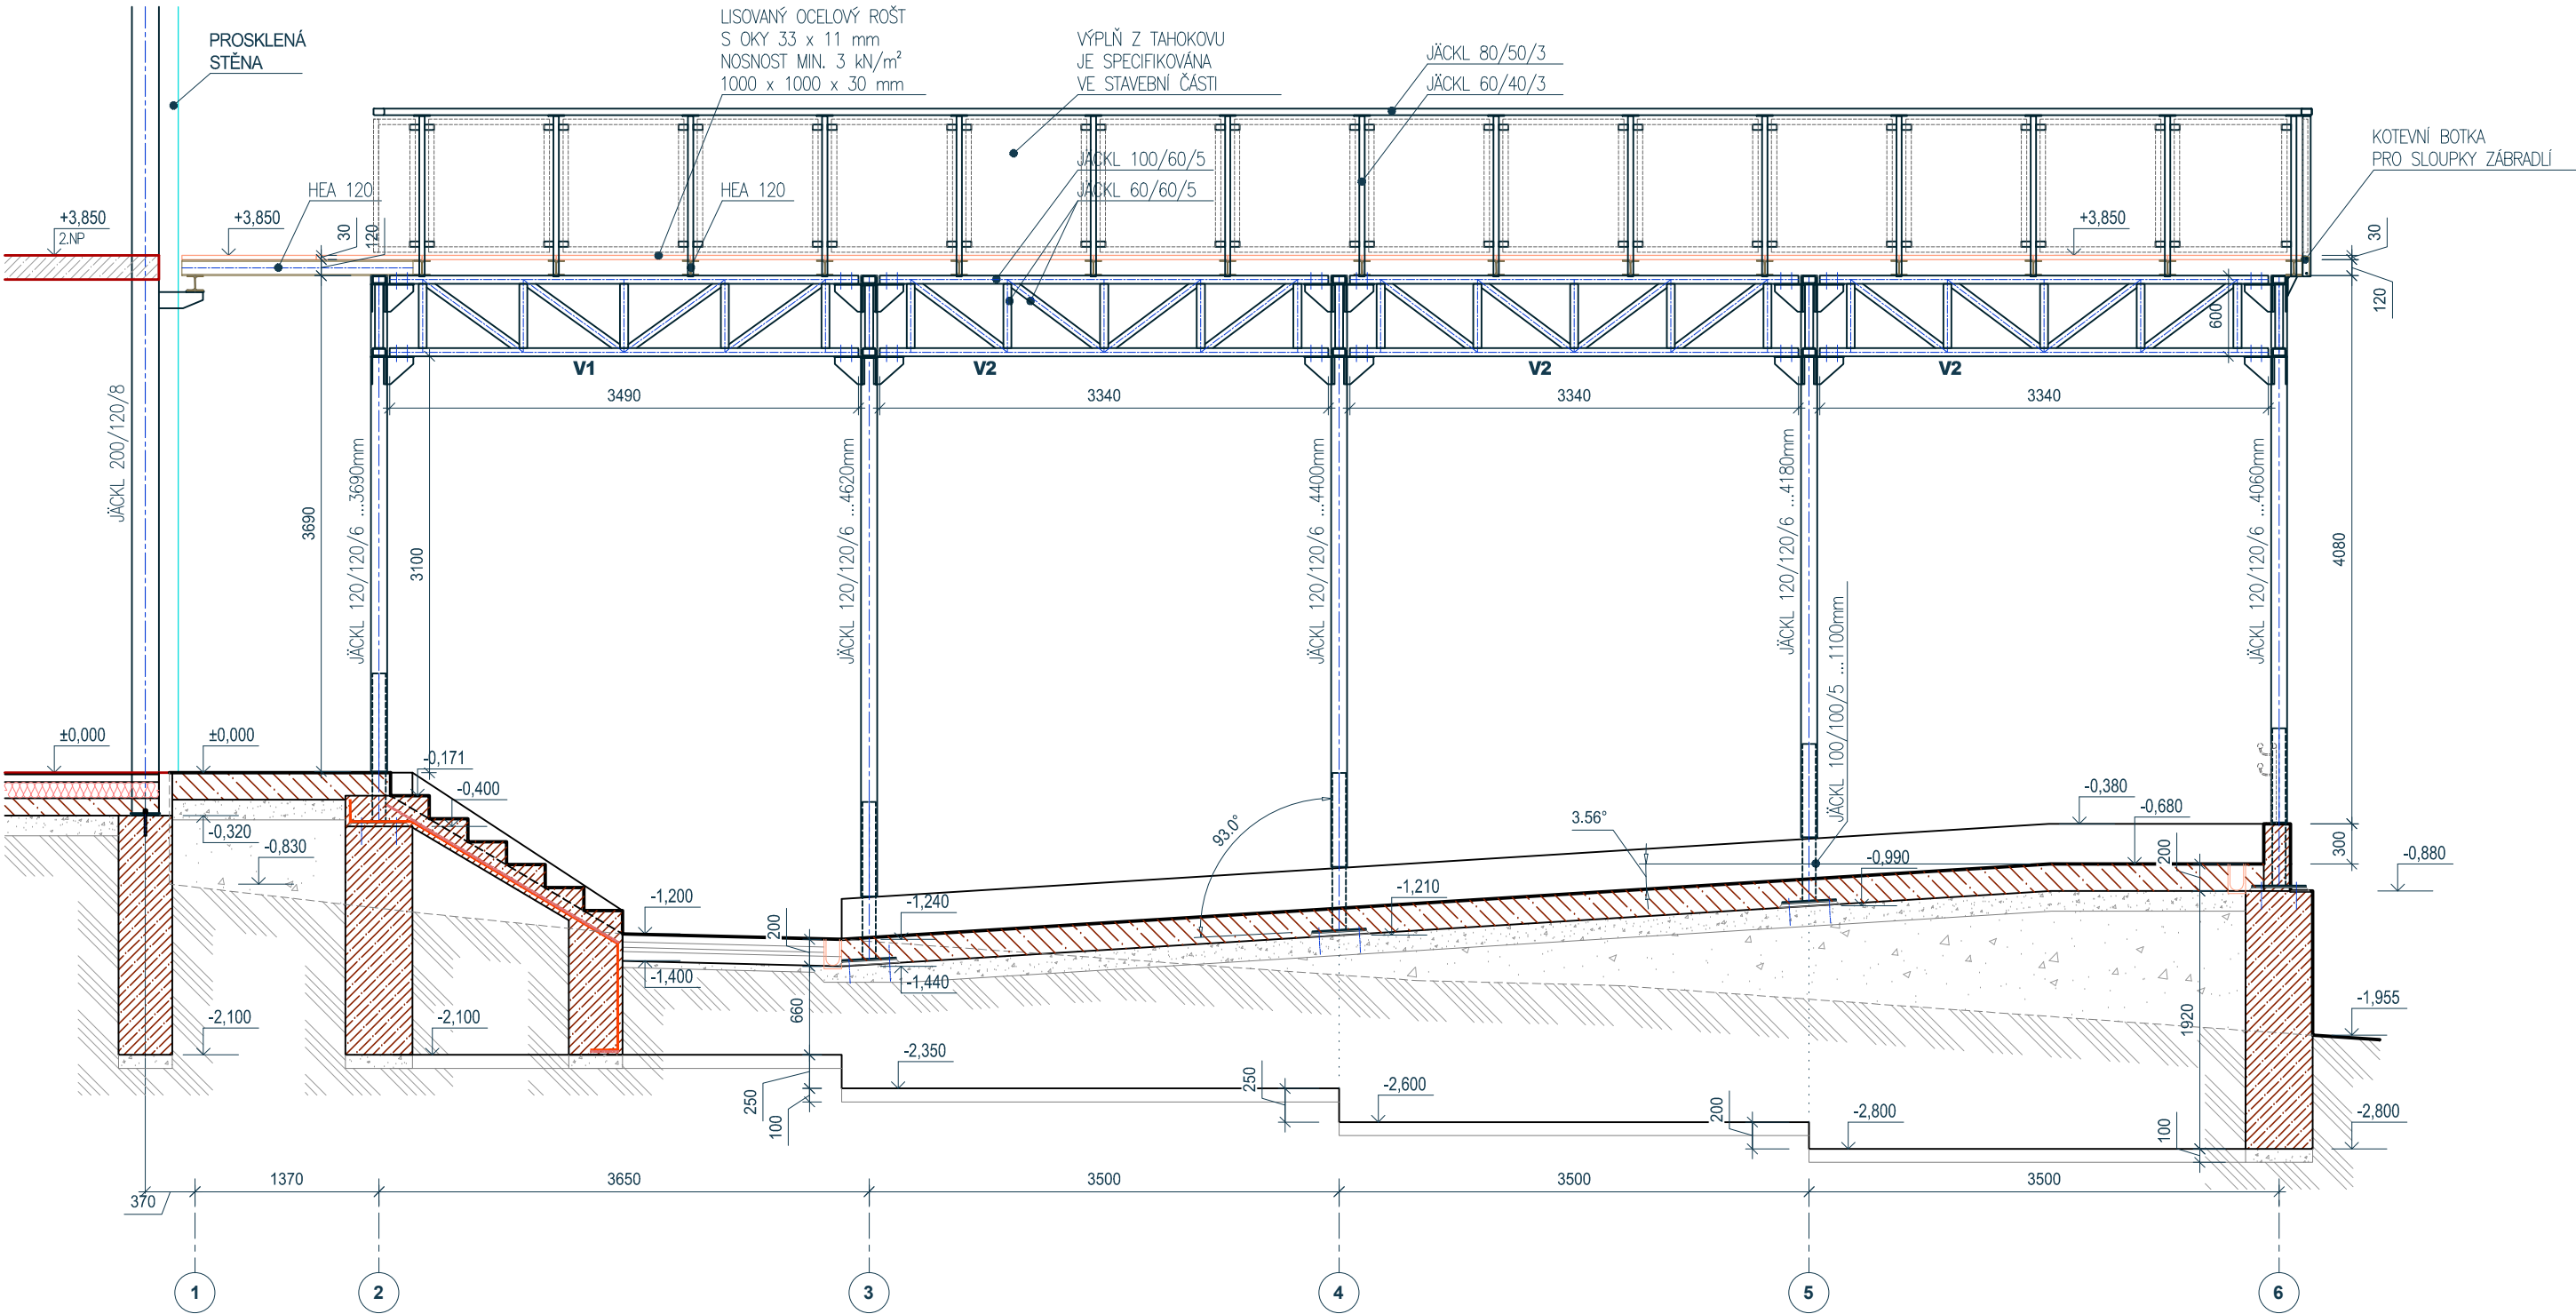 LISOVANÝ OCELOVÝ ROŠT
S OKY 33 x 11 mm
NOSNOST MIN. 3 kN/m²
1000 x 1000 x 30 mm
PROSKLENÁ
STĚNA
VÝPLŇ Z TAHOKOVU
JE SPECIFIKOVÁNA
VE STAVEBNÍ ČÁSTI
JÄCKL 80/50/3
JÄCKL 60/40/3
KOTEVNÍ BOTKA
PRO SLOUPKY ZÁBRADLÍ
JÄCKL 100/60/5
JÄCKL 60/60/5
HEA 120
HEA 120
+3,850
2.NP
+3,850
30
120
+3,850
30
120
600
V1
V2
V2
V2
3490
3340
3340
3340
JÄCKL 200/120/8
3690
JÄCKL 120/120/6 ...3690mm
3100
JÄCKL 120/120/6 ...4620mm
JÄCKL 120/120/6 ...4400mm
JÄCKL 120/120/6 ...4180mm
JÄCKL 100/100/5 ...1100mm
JÄCKL 120/120/6 ...4060mm
4080
±0,000
±0,000
-0,171
-0,400
-0,320
-0,830
93.0°
3.56°
-0,380
-0,680
200
300
-0,880
-0,990
-1,200
200
-1,240
-1,210
-1,400
-1,440
-2,100
-2,100
660
-1,955
1920
-2,350
250
100
250
-2,600
200
-2,800
100
-2,800
370
1370
3650
3500
3500
3500
1
2
3
4
5
6